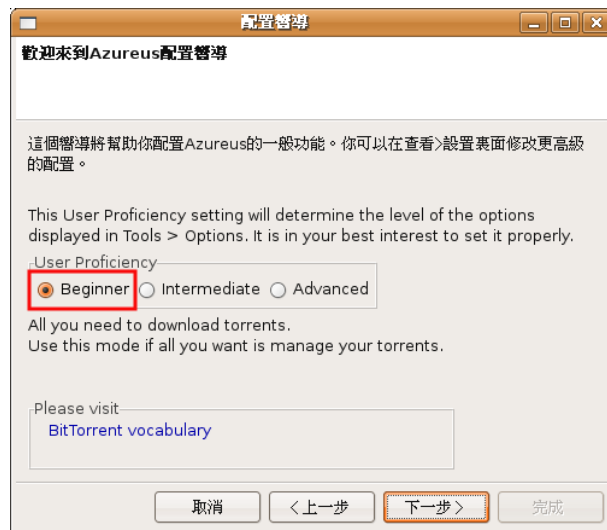 配置嚮導
歡迎來到Azureus配置嚮導
這個嚮導將幫助你配置Azureus的一般功能。你可以在查看>設置裏面修改更高級
的配置。
This User Proficiency setting will determine the level of the options
displayed in Tools > Options. It is in your best interest to set it properly.
User Proficiency
Beginner Intermediate Advanced
All you need to download torrents.
Use this mode if all you want is manage your torrents.
Please visit
BitTorrent vocabulary
取消 <上一步 下一步> 完成